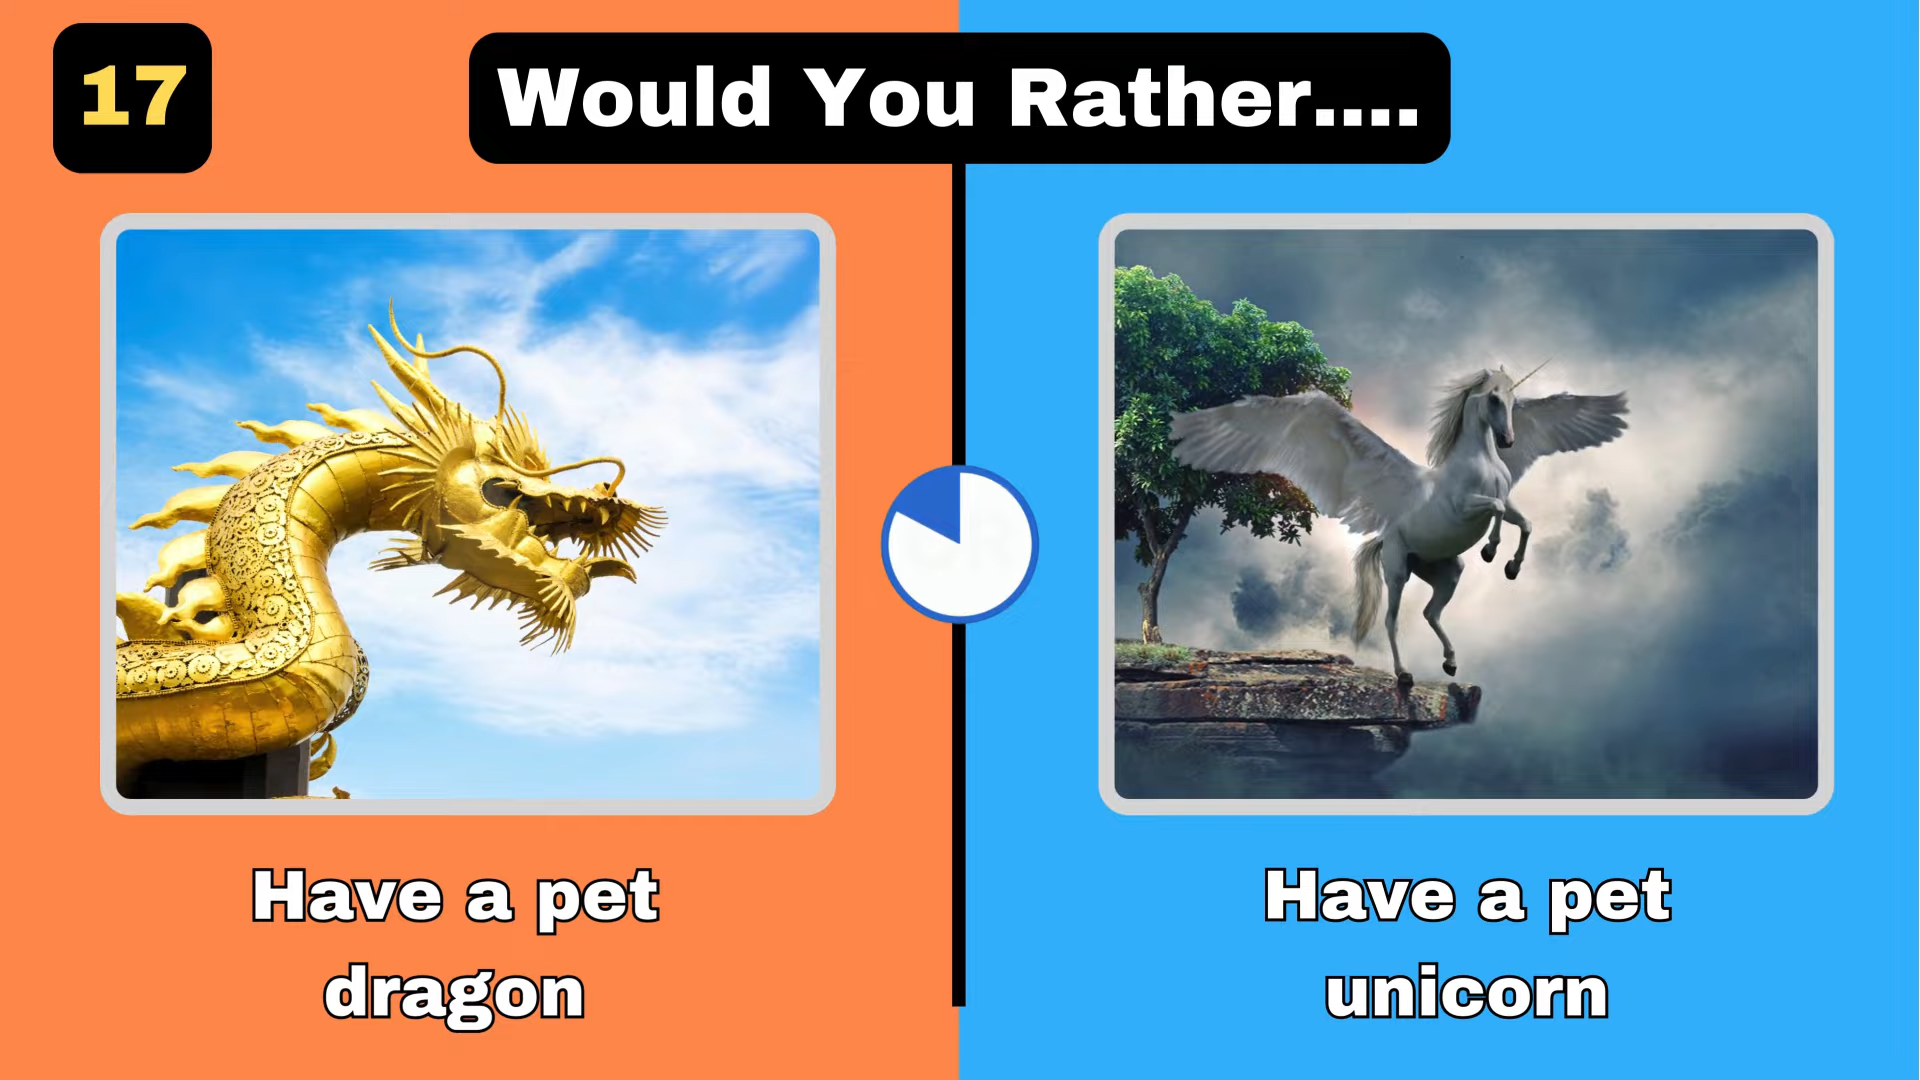 17
Would You Rather....
Have a pet
dragon
Have a pet
unicorn